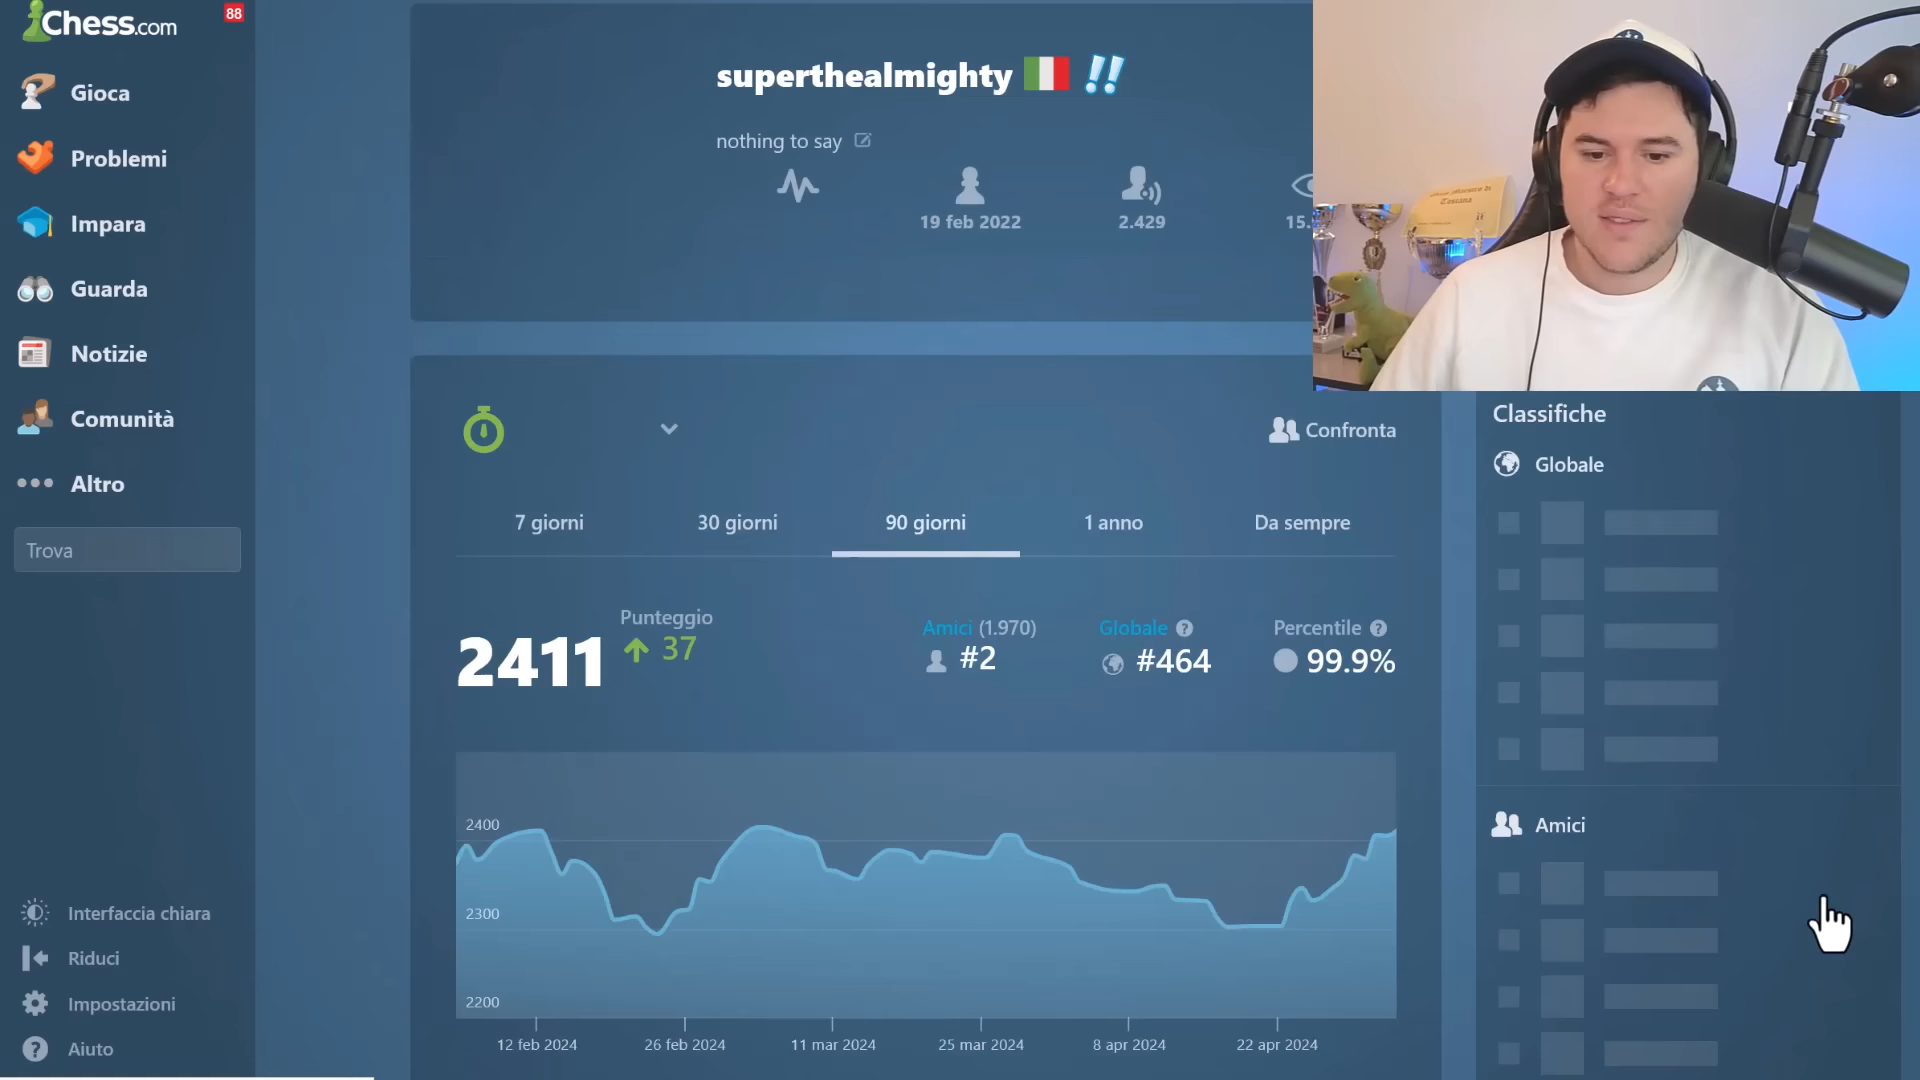 Chess.com
88
Gioca
Problemi
Impara
Guarda
Notizie
Comunità
Altro
Trova
Interfaccia chiara
Riduci
Impostazioni
Aiuto
superthealmighty
nothing to say
19 feb 2022
2.429
15.
Confronta
7 giorni
30 giorni
90 giorni
1 anno
Da sempre
2411
Punteggio
37
Amici (1.970)
#2
Globale
#464
Percentile
99.9%
2400
2300
2200
12 feb 2024
26 feb 2024
11 mar 2024
25 mar 2024
8 apr 2024
22 apr 2024
Toscana
Classifiche
Globale
Amici